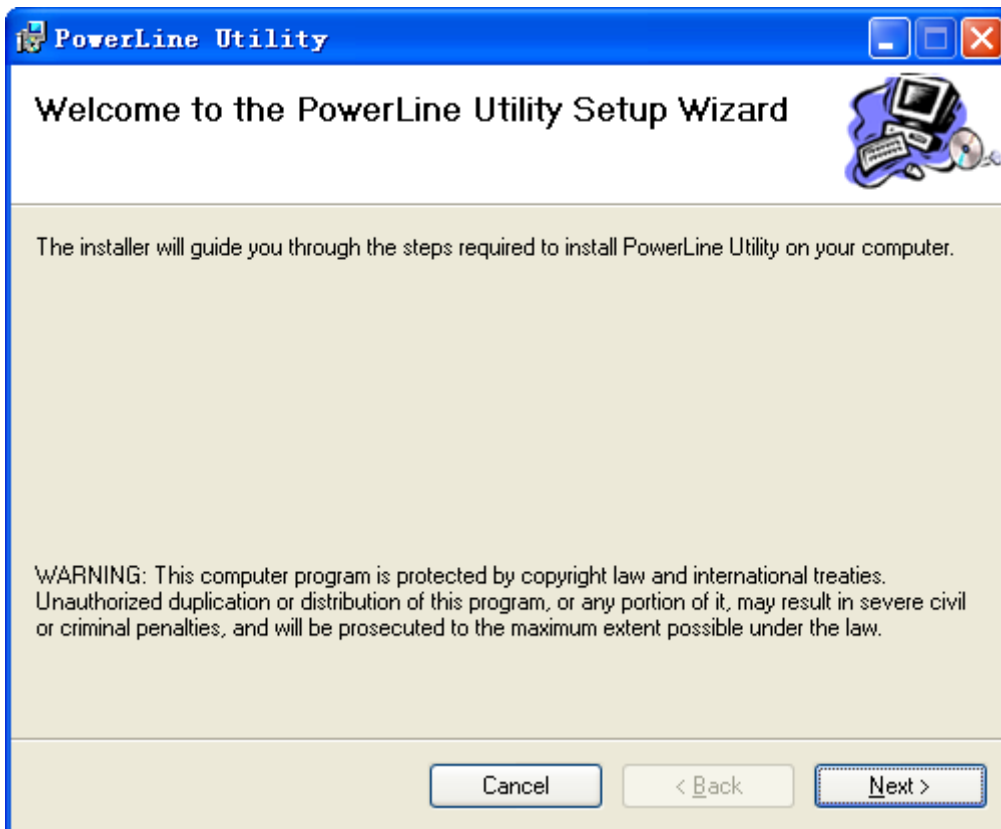 PowerLine Utility
Welcome to the PowerLine Utility Setup Wizard
The installer will guide you through the steps required to install PowerLine Utility on your computer.
WARNING: This computer program is protected by copyright law and international treaties.
Unauthorized duplication or distribution of this program, or any portion of it, may result in severe civil
or criminal penalties, and will be prosecuted to the maximum extent possible under the law.
Cancel
< Back
Next >